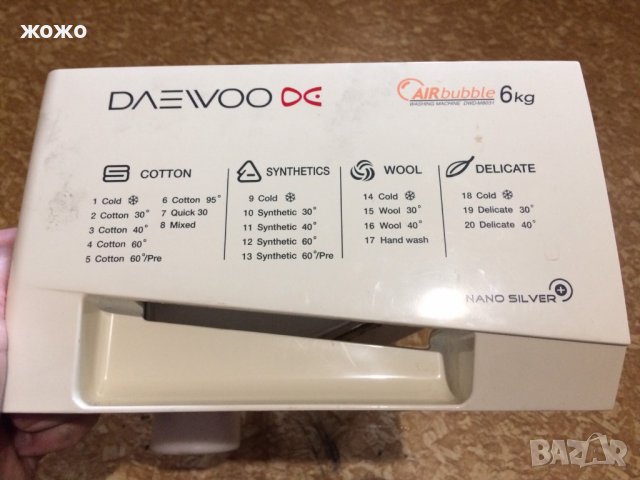 жожо
DAEWOO
AIR bubble 6kg
WASHING MACHINE DWD-M8031
COTTON
1 Cold
2 Cotton 30°
3 Cotton 40°
4 Cotton 60°
5 Cotton 60°/Pre
6 Cotton 95°
7 Quick 30
8 Mixed
SYNTHETICS
9 Cold
10 Synthetic 30°
11 Synthetic 40°
12 Synthetic 60°
13 Synthetic 60°/Pre
WOOL
14 Cold
15 Wool 30°
16 Wool 40°
17 Hand wash
DELICATE
18 Cold
19 Delicate 30°
20 Delicate 40°
NANO SILVER
BAZAR